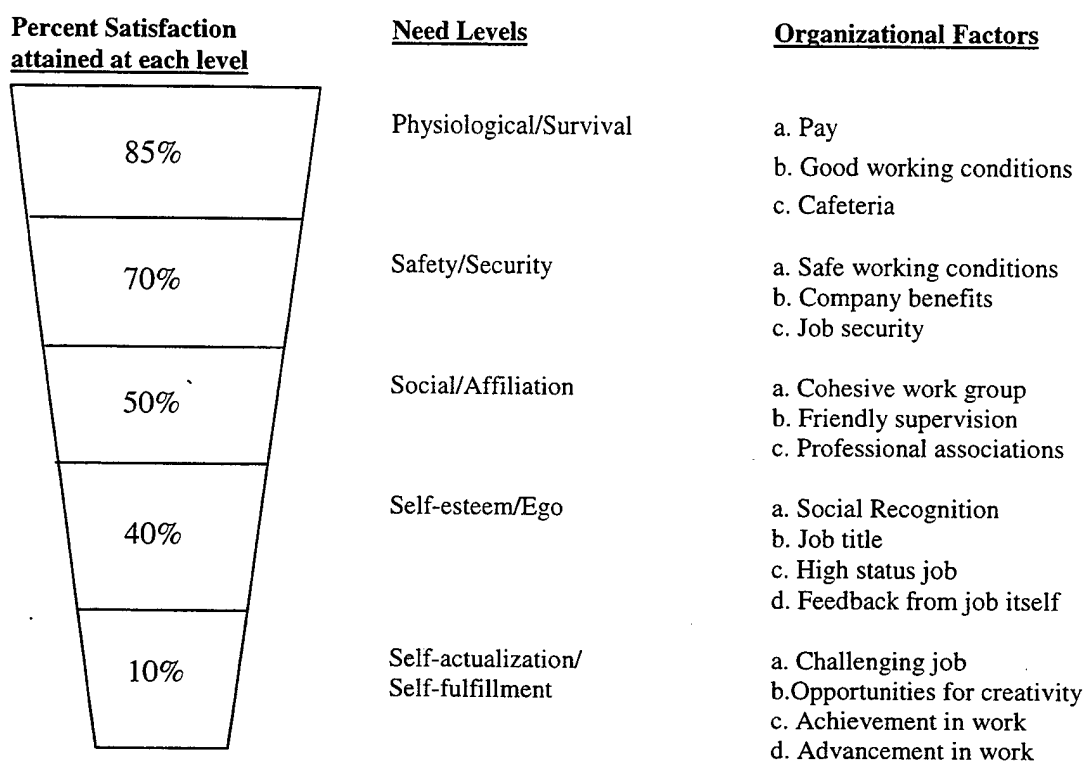 Percent Satisfaction
attained at each level
Need Levels
Organizational Factors
85%
Physiological/Survival
a. Pay
b. Good working conditions
c. Cafeteria
70%
Safety/Security
a. Safe working conditions
b. Company benefits
c. Job security
50%
Social/Affiliation
a. Cohesive work group
b. Friendly supervision
c. Professional associations
40%
Self-esteem/Ego
a. Social Recognition
b. Job title
c. High status job
d. Feedback from job itself
10%
Self-actualization/
Self-fulfillment
a. Challenging job
b.Opportunities for creativity
c. Achievement in work
d. Advancement in work